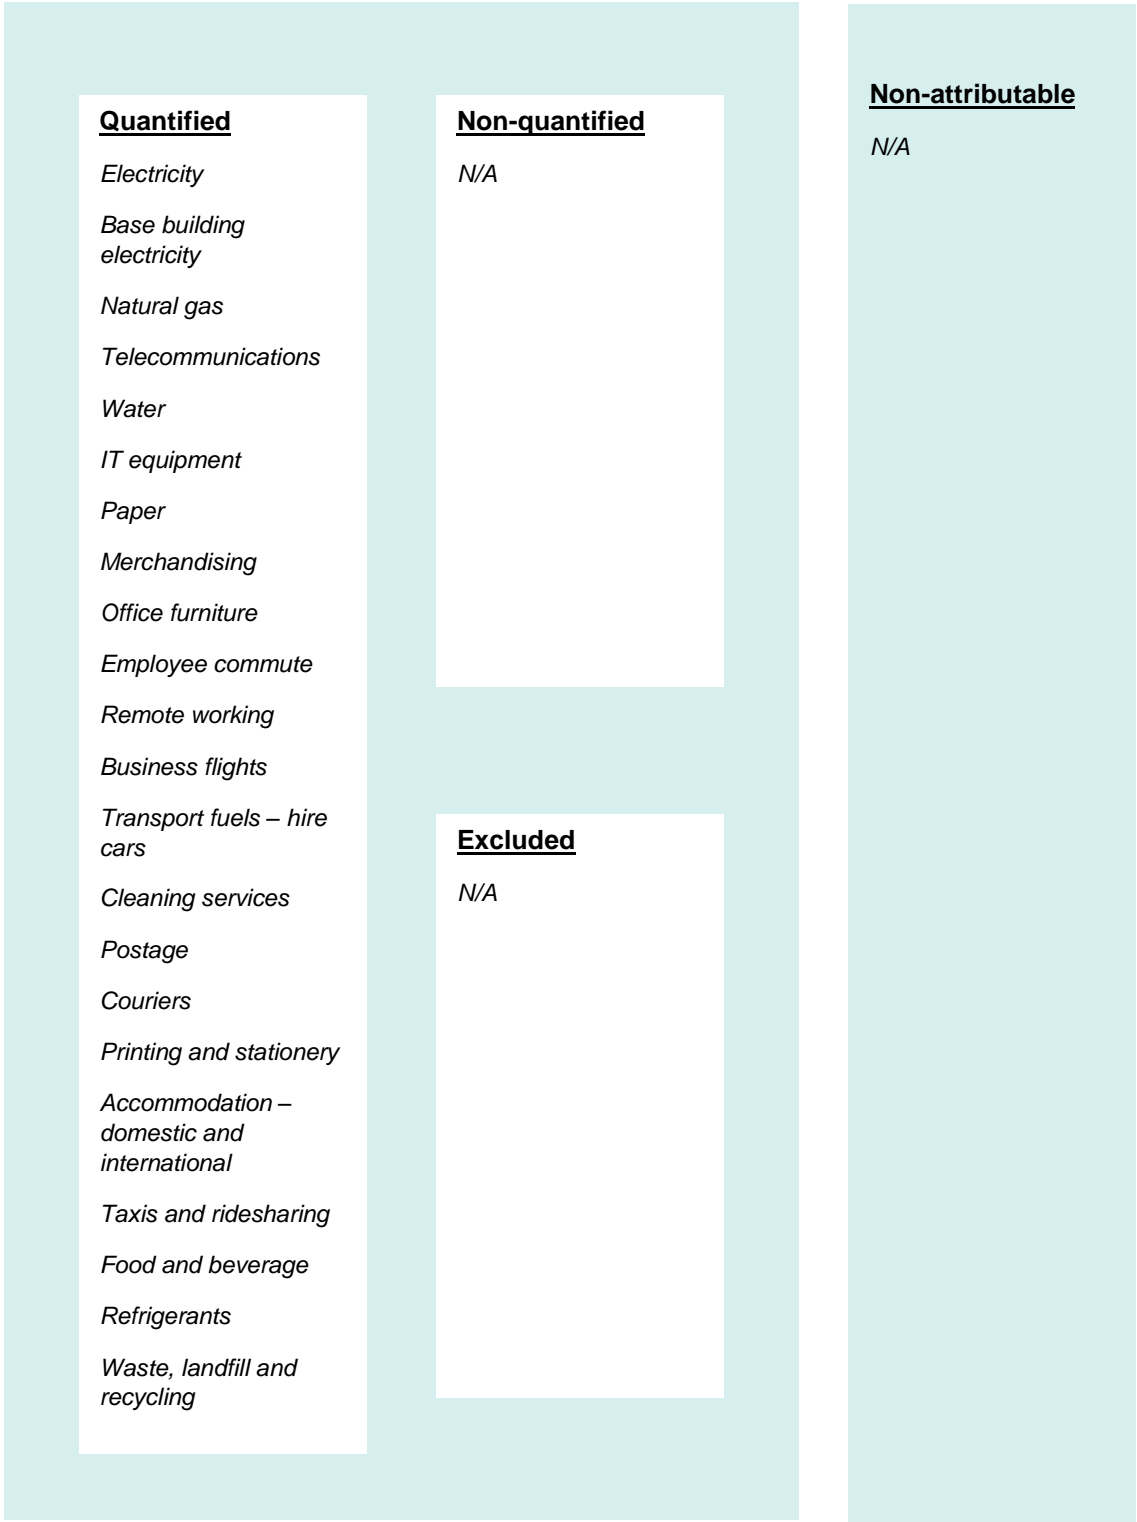 Quantified
Electricity
Base building
electricity
Natural gas
Telecommunications
Water
IT equipment
Paper
Merchandising
Office furniture
Employee commute
Remote working
Business flights
Transport fuels – hire
cars
Cleaning services
Postage
Couriers
Printing and stationery
Accommodation –
domestic and
international
Taxis and ridesharing
Food and beverage
Refrigerants
Waste, landfill and
recycling
Non-quantified
N/A
Excluded
N/A
Non-attributable
N/A